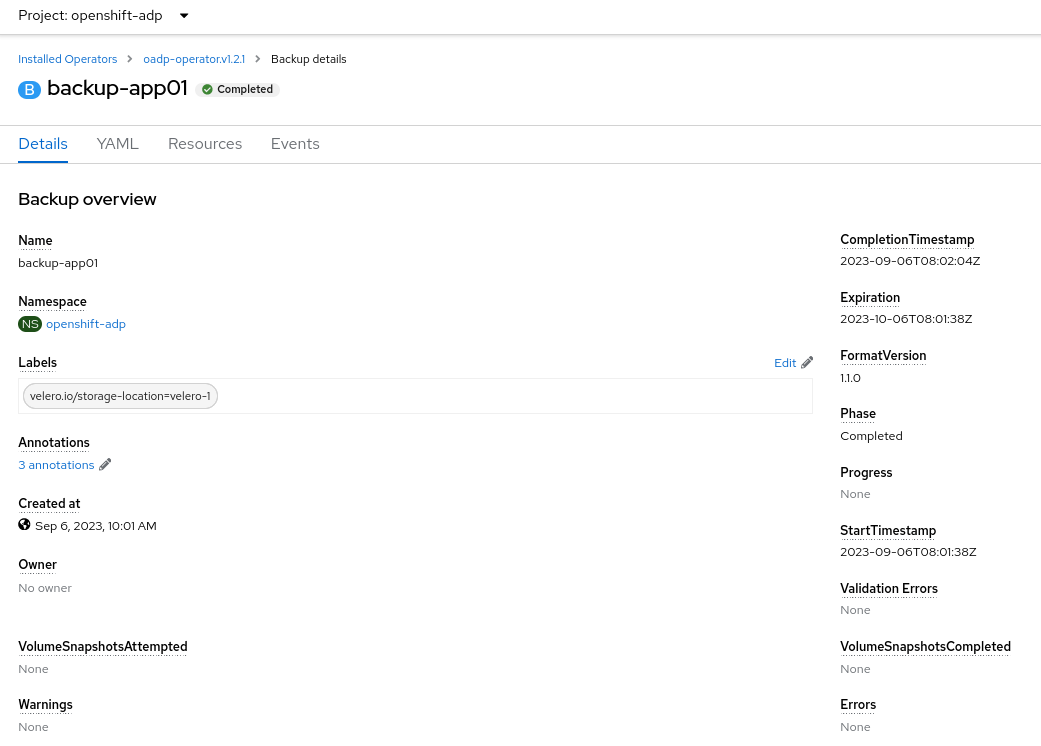 Project: openshift-adp
Installed Operators > oadp-operator.v1.2.1 > Backup details
B backup-app01 Completed
Details YAML Resources Events
Backup overview
Name
backup-app01
Namespace
NS openshift-adp
Labels
Edit
velero.io/storage-location=velero-1
Annotations
3 annotations
Created at
Sep 6, 2023, 10:01 AM
Owner
No owner
VolumeSnapshotsAttempted
None
Warnings
None
CompletionTimestamp
2023-09-06T08:02:04Z
Expiration
2023-10-06T08:01:38Z
FormatVersion
1.1.0
Phase
Completed
Progress
None
StartTimestamp
2023-09-06T08:01:38Z
Validation Errors
None
VolumeSnapshotsCompleted
None
Errors
None